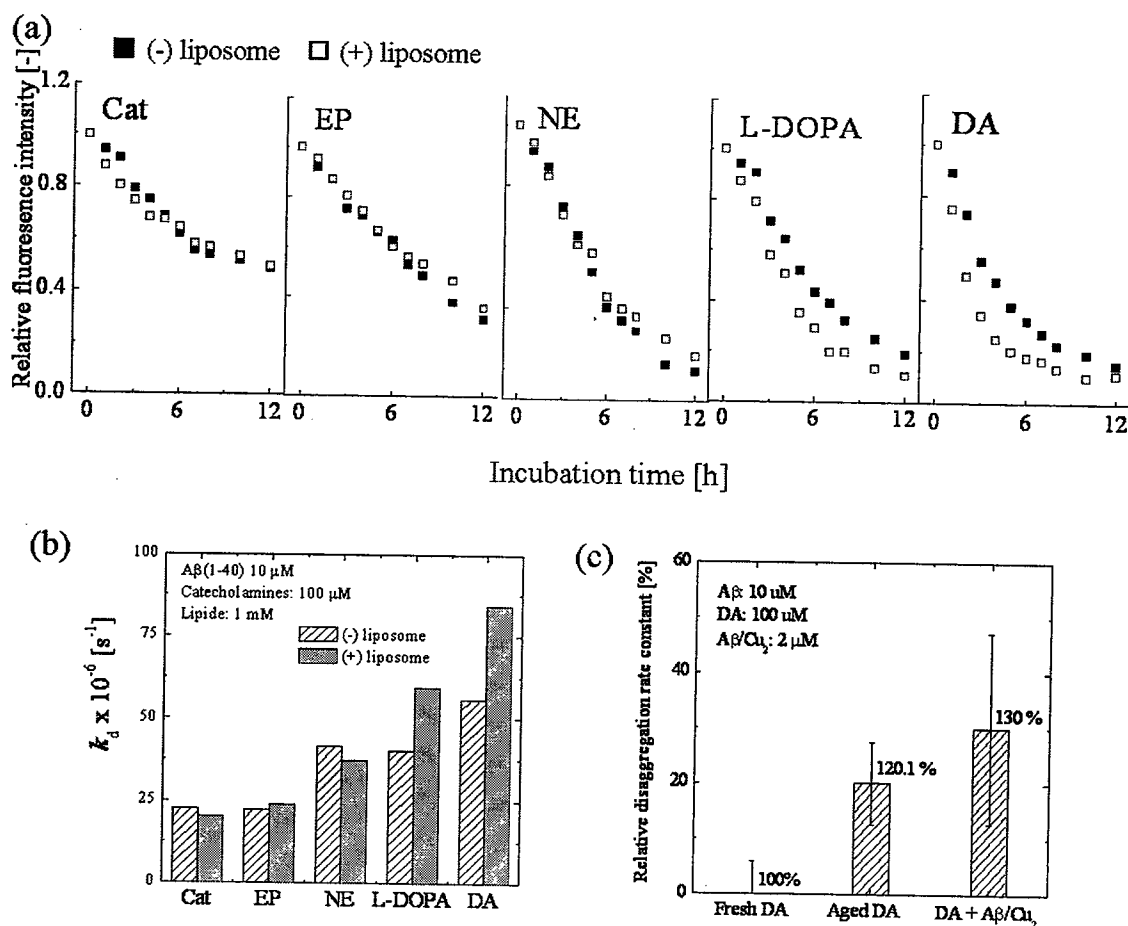 (a)
■ (-) liposome □ (+) liposome
Relative fluoresence intensity [-]
1.2
0.8
0.4
0.0
Cat
EP
NE
L-DOPA
DA
0 6 12
0 6 12
0 6 12
0 6 12
0 6 12
Incubation time [h]
(b)
k_d x 10^-6 [s^-1]
100
75
50
25
0
Aβ(1-40) 10 μM
Catecholamines: 100 μM
Lipide: 1 mM
(-) liposome
(+) liposome
Cat EP NE L-DOPA DA
(c)
Relative disaggregation rate constant [%]
60
40
20
0
Aβ: 10 uM
DA: 100 uM
Aβ/Cu₂: 2 μM
100%
120.1 %
130 %
Fresh DA Aged DA DA + Aβ/Cu₂